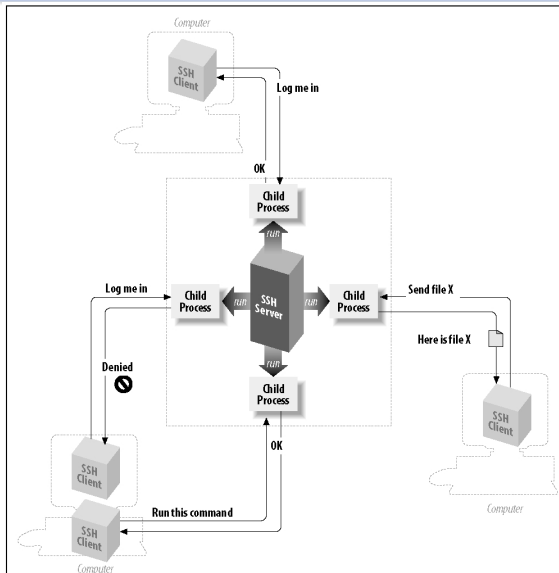 Computer
SSH
Client
Log me in
OK
Child
Process
run
Log me in
Child
Process
run
SSH
Server
run
Child
Process
Send file X
Here is file X
Denied
run
Child
Process
OK
SSH
Client
SSH
Client
Run this command
SSH
Client
Computer
Computer